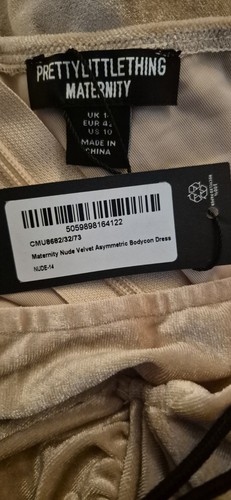 PRETTYLITTLETHING
MATERNITY
UK 1
EUR 4
US 10
MADE IN
CHINA
5059898164122
CMU8682/32/73
Maternity Nude Velvet Asymmetric Bodycon Dress
NUDE-14